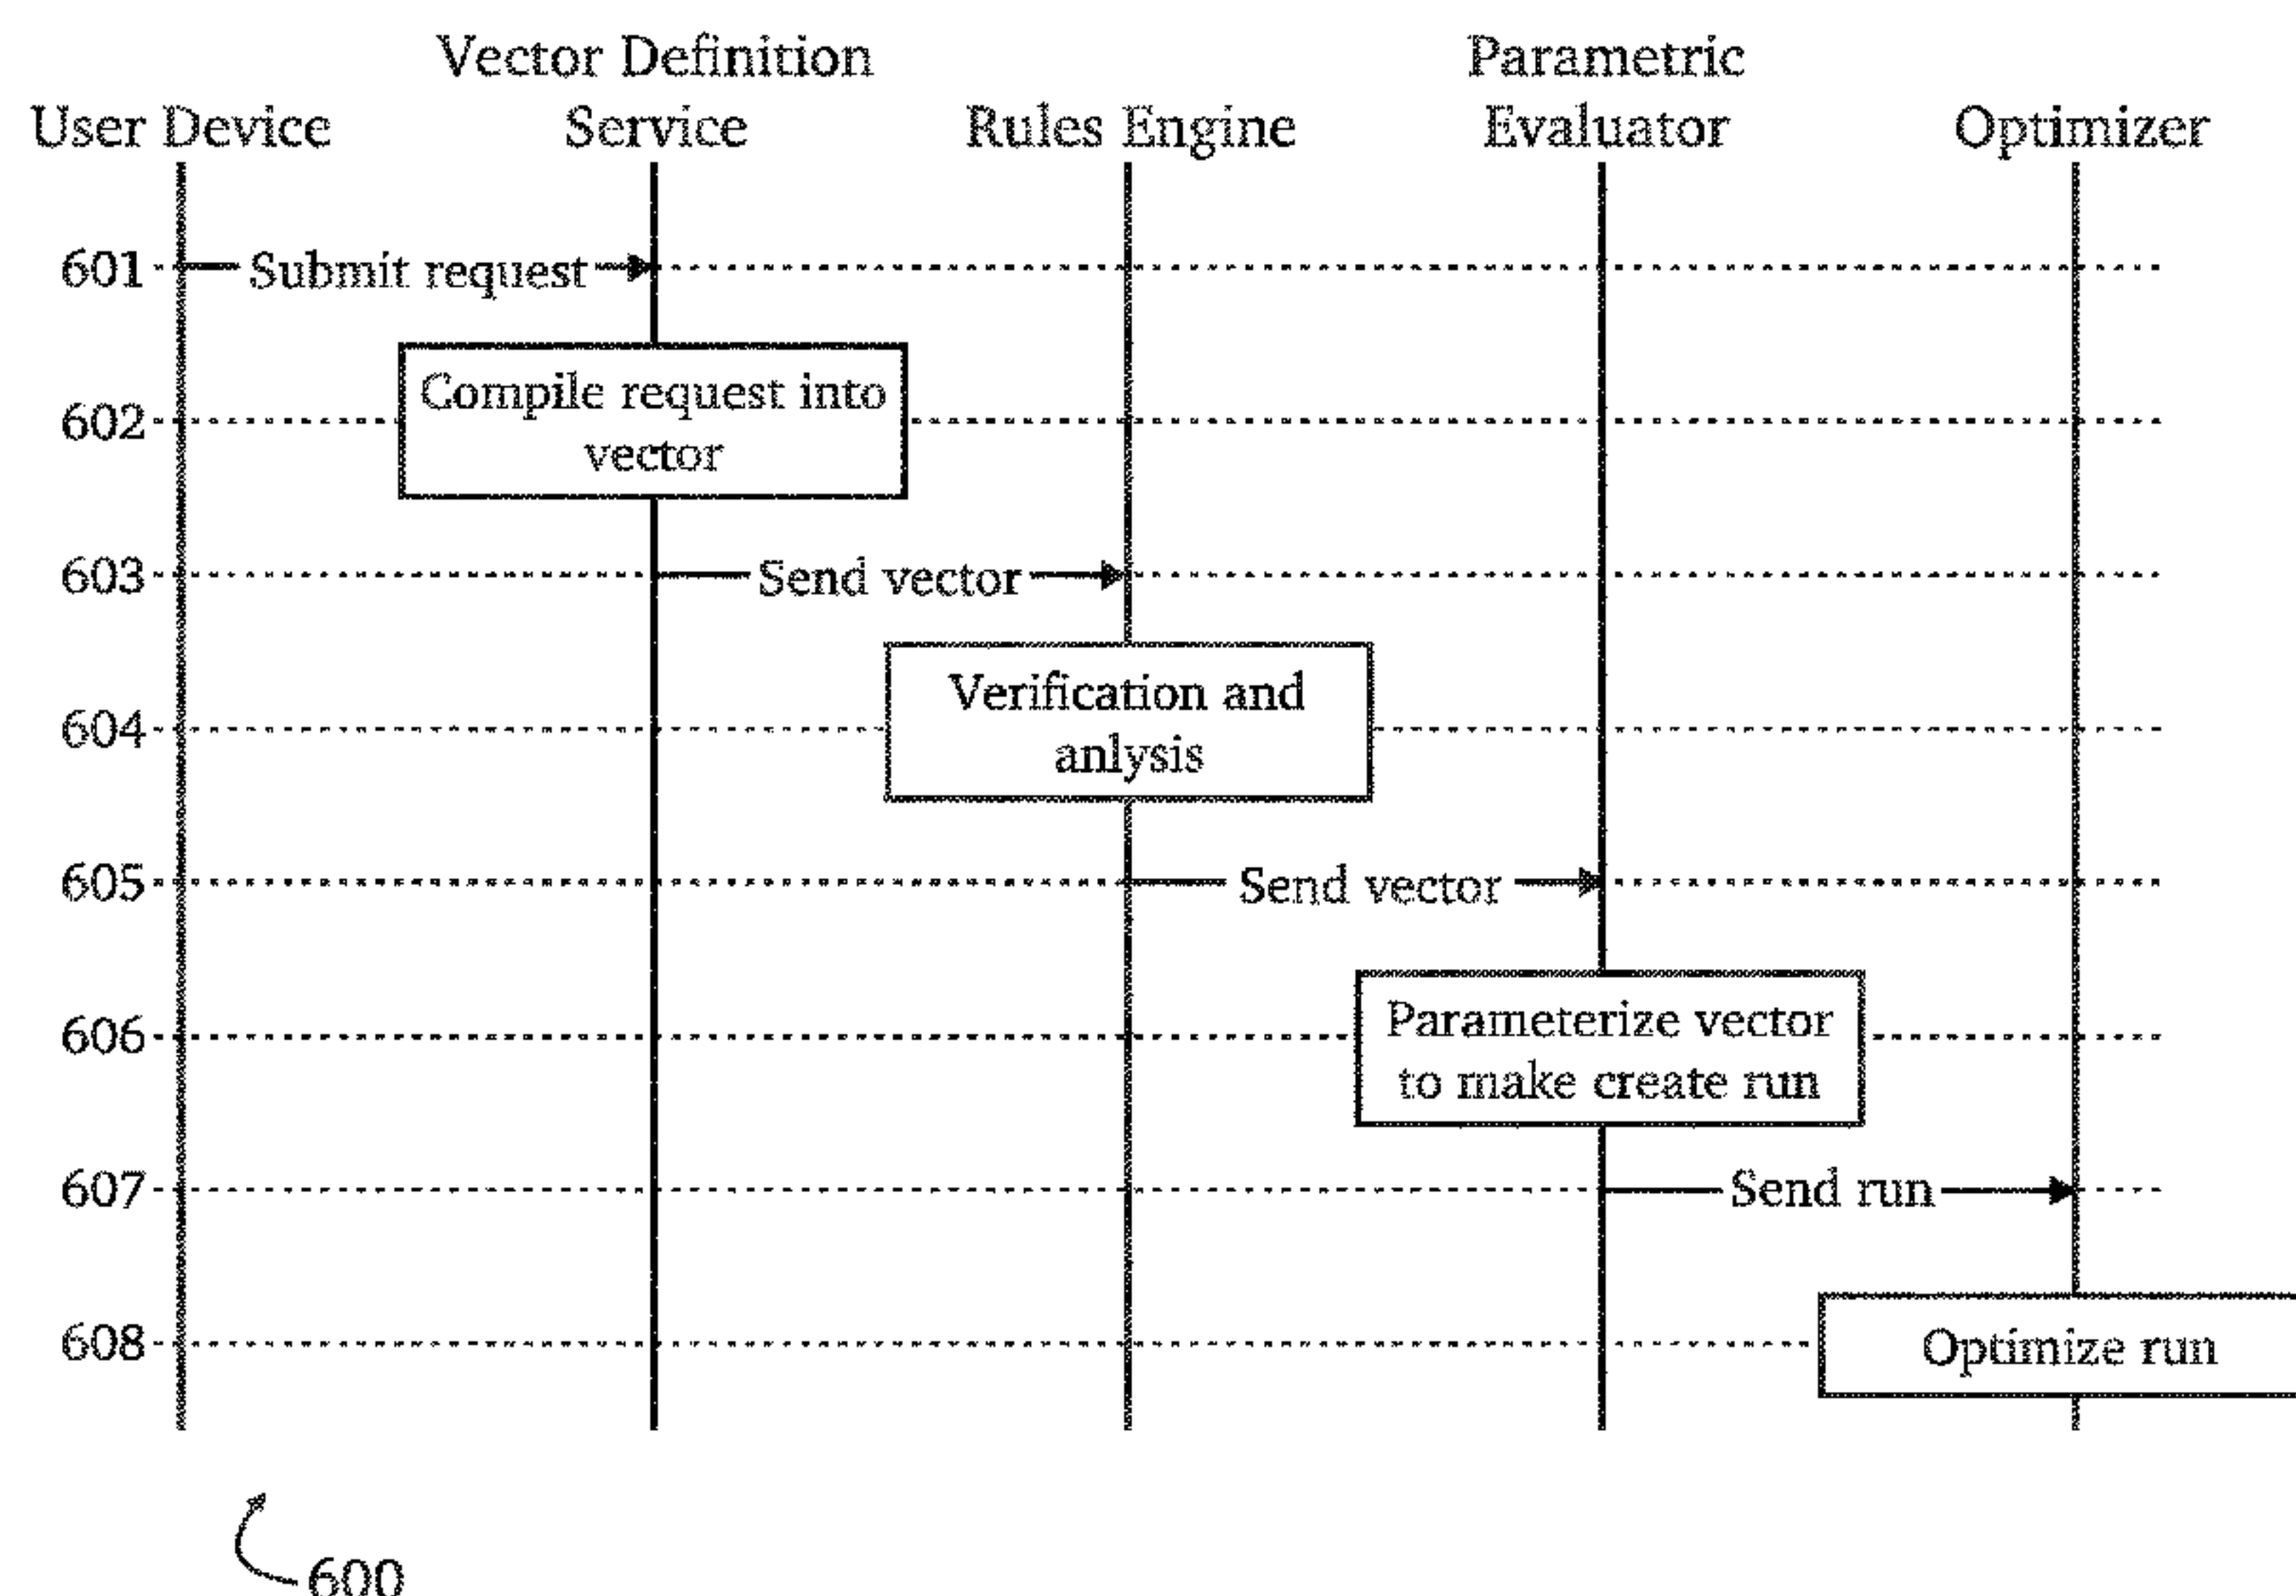 Vector Definition
Parametric
User Device
Service
Rules Engine
Evaluator
Optimizer
601
Submit request
Compile request into
602
vector
603
Send vector
Verification and
604
anlysis
605
Send vector
Parameterize vector
606
to make create run
607
Send run
608
Optimize run
600